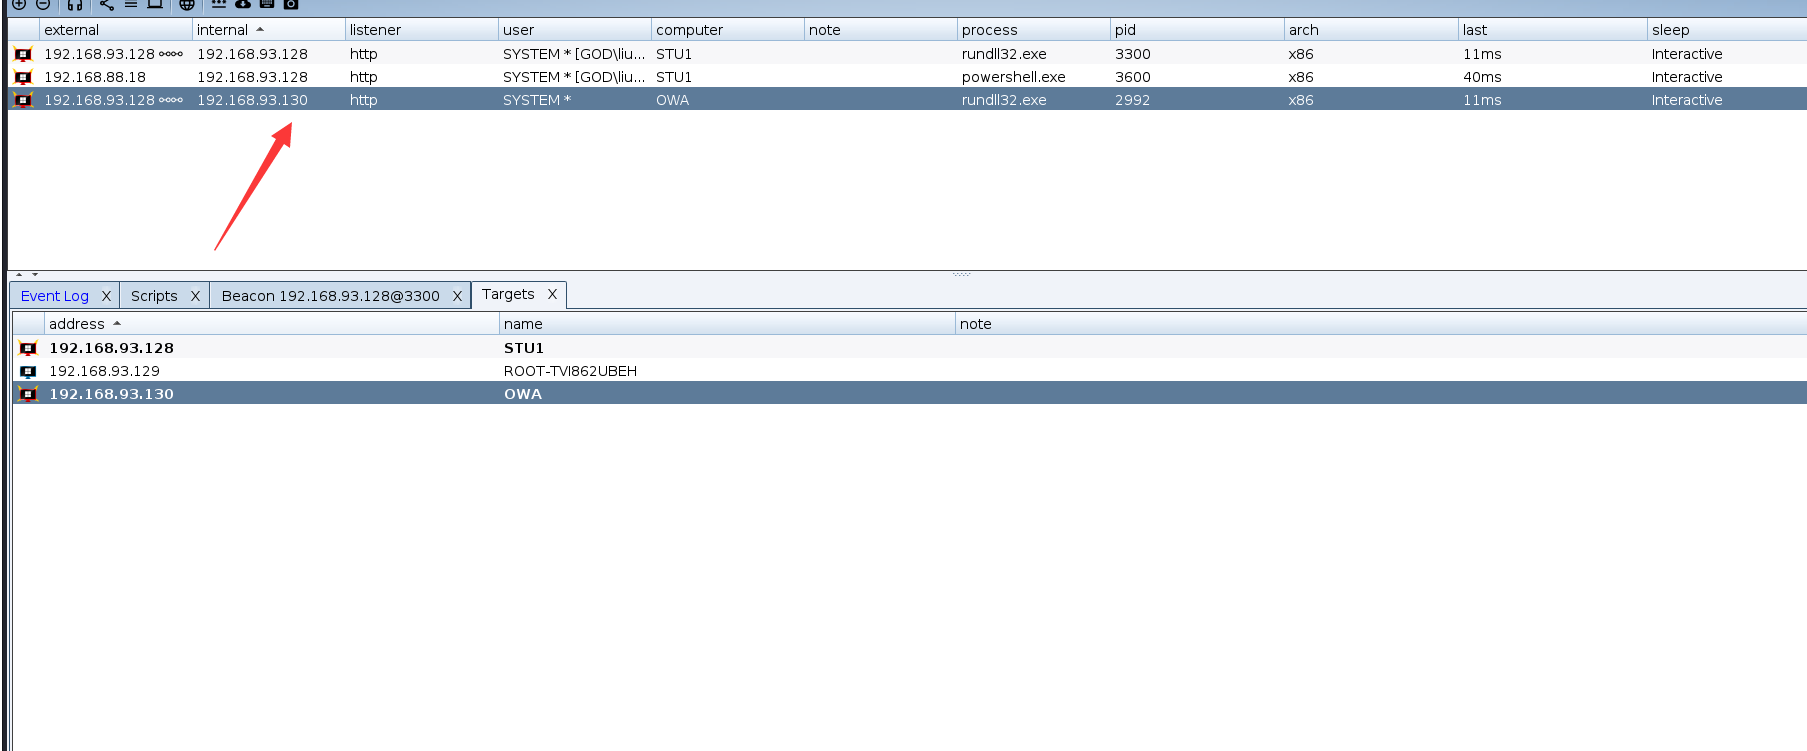 external internal listener user computer note process pid arch last sleep
192.168.93.128 192.168.93.128 http SYSTEM * [GOD\liu... STU1 rundll32.exe 3300 x86 11ms Interactive
192.168.88.18 192.168.93.128 http SYSTEM * [GOD\liu... STU1 powershell.exe 3600 x86 40ms Interactive
192.168.93.128 192.168.93.130 http SYSTEM * OWA rundll32.exe 2992 x86 11ms Interactive
Event Log X Scripts X Beacon 192.168.93.128@3300 X Targets X
address name note
192.168.93.128 STU1
192.168.93.129 ROOT-TVI862UBEH
192.168.93.130 OWA